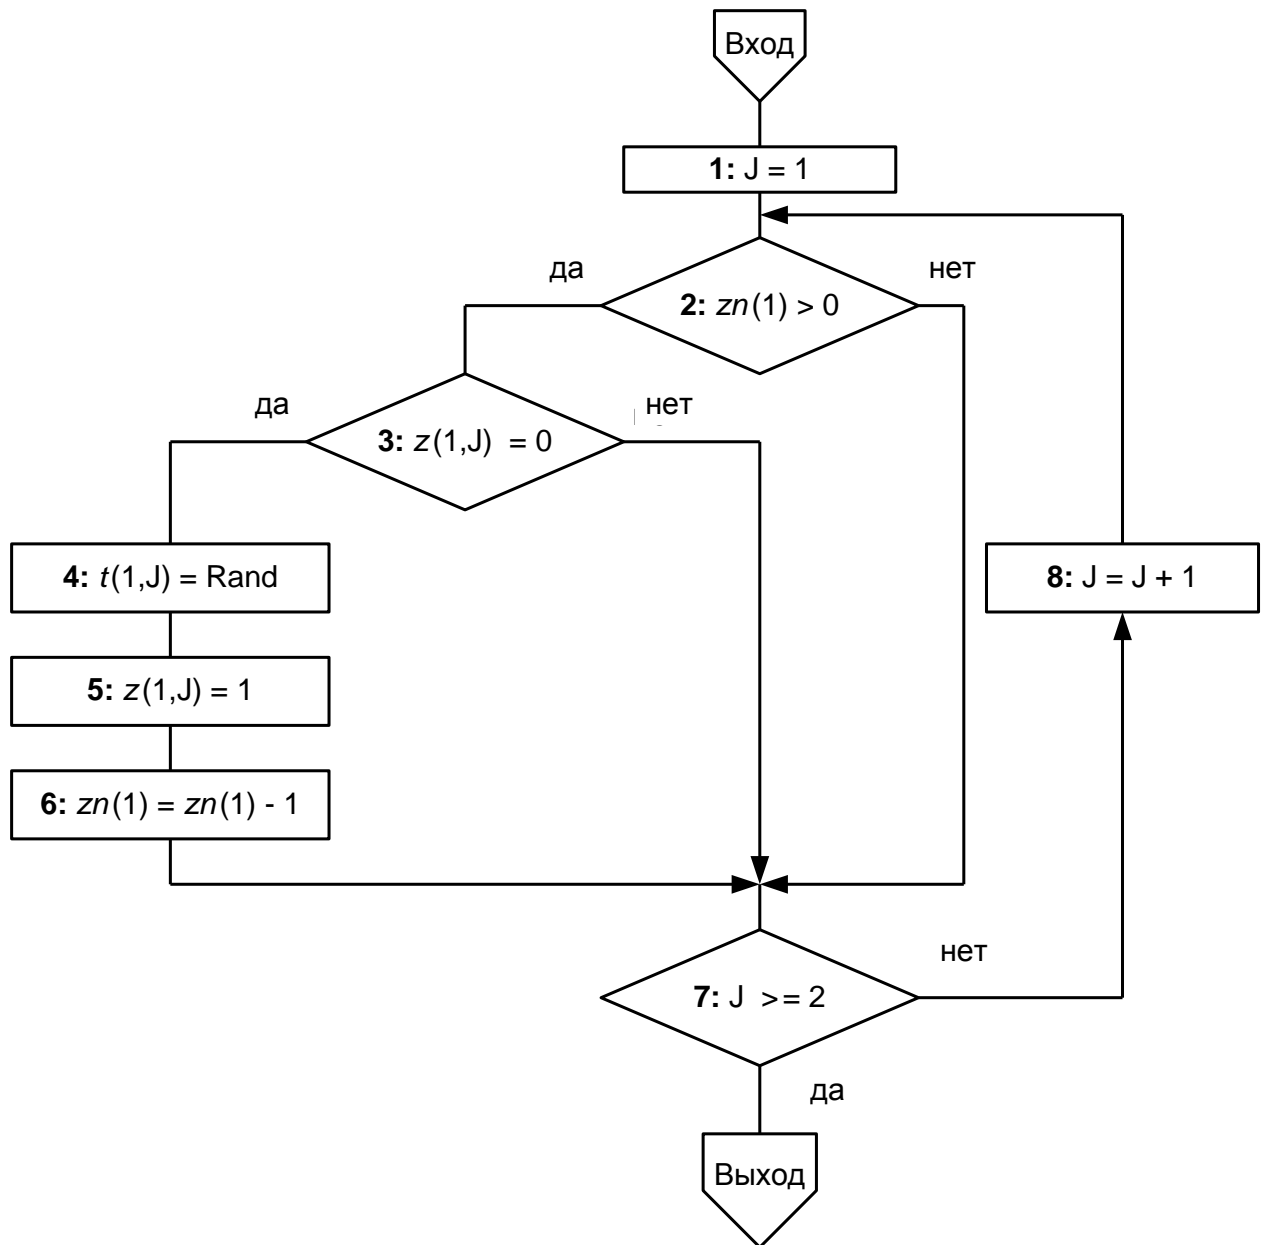 Вход
1: J = 1
да
нет
2: zn(1) > 0
да
нет
3: z(1,J) = 0
4: t(1,J) = Rand
8: J = J + 1
5: z(1,J) = 1
6: zn(1) = zn(1) - 1
нет
7: J >= 2
да
Выход